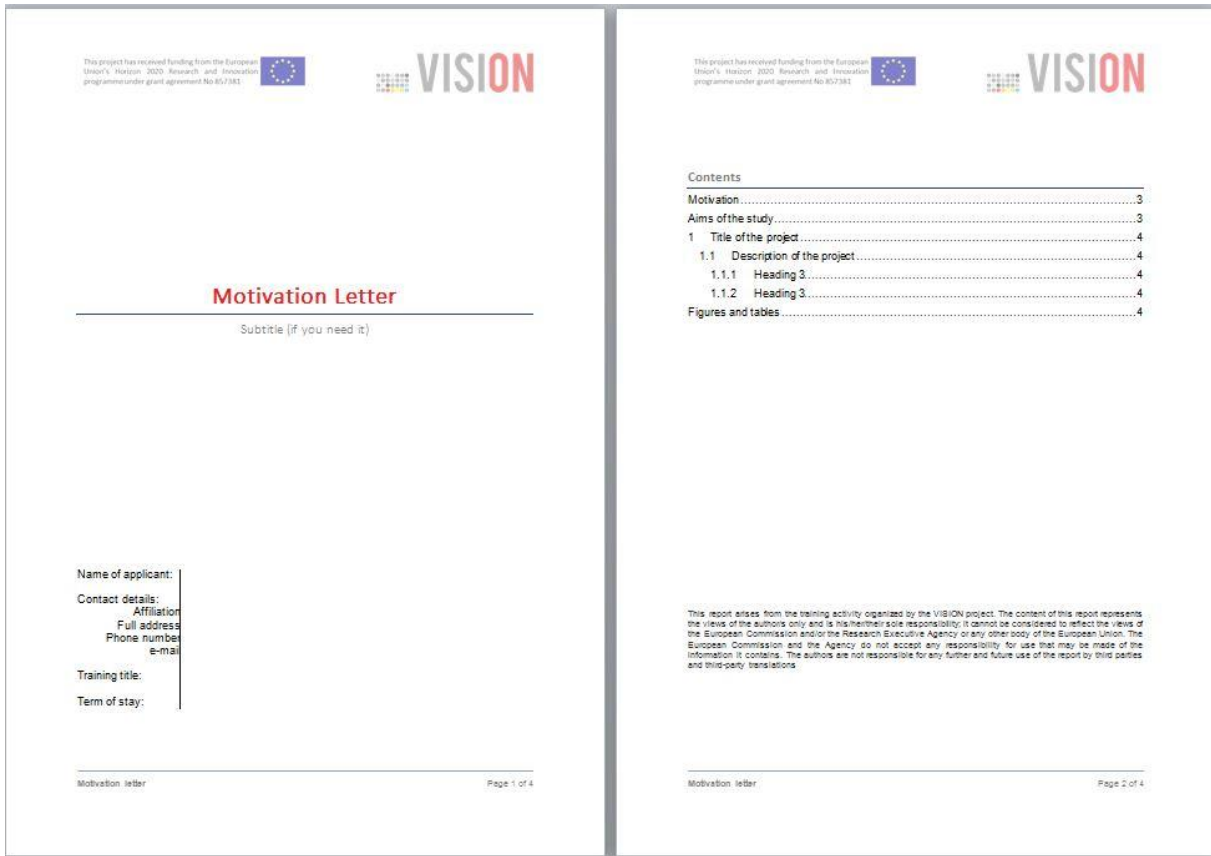 This project has received funding from the European
Union's Horizon 2020 Research and Innovation
programme under grant agreement No 857381
VISION
Motivation Letter
Subtitle (if you need it)
Name of applicant:
Contact details:
Affiliation
Full address
Phone number
e-mail
Training title:
Term of stay:
Motivation letter
Page 1 of 4
This project has received funding from the European
Union's Horizon 2020 Research and Innovation
programme under grant agreement No 857381
VISION
Contents
Motivation 3
Aims of the study 3
1 Title of the project 4
1.1 Description of the project 4
1.1.1 Heading 3 4
1.1.2 Heading 3 4
Figures and tables 4
This report arises from the training activity organized by the VISION project. The content of this report represents
the views of the authors only and is his/her/their sole responsibility; it cannot be considered to reflect the views of
the European Commission and/or the Research Executive Agency or any other body of the European Union. The
European Commission and the Agency do not accept any responsibility for use that may be made of the
information it contains. The authors are not responsible for any further and future use of the report by third parties
and third-party translations
Motivation letter
Page 2 of 4